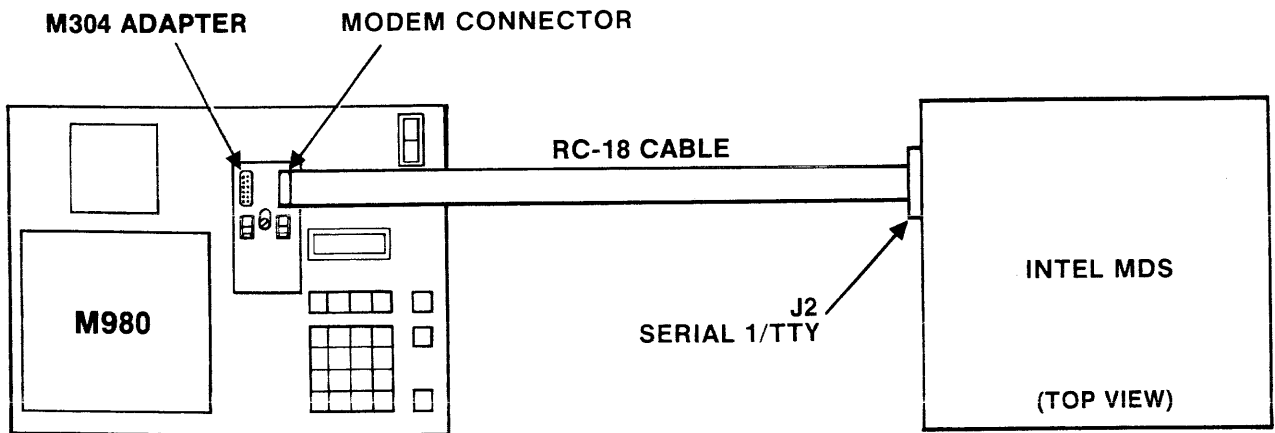 M304 ADAPTER
MODEM CONNECTOR
RC-18 CABLE
M980
J2
SERIAL 1/TTY
INTEL MDS
(TOP VIEW)